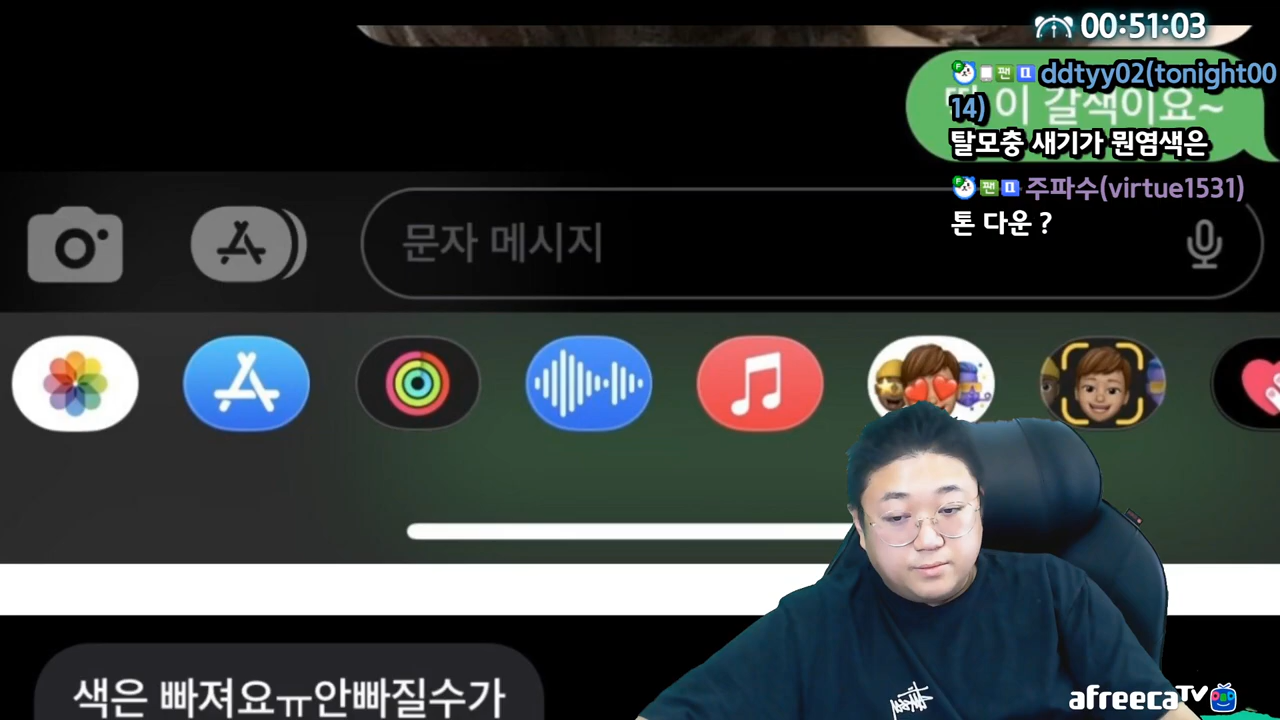 00:51:03
ddtyy02(tonight00
14)
이 갈색이요~
탈모충 새기가 뭔염색은
주파수(virtue1531)
톤 다운 ?
문자 메시지
색은 빠져요ㅠ안빠질수가
afreecaTV